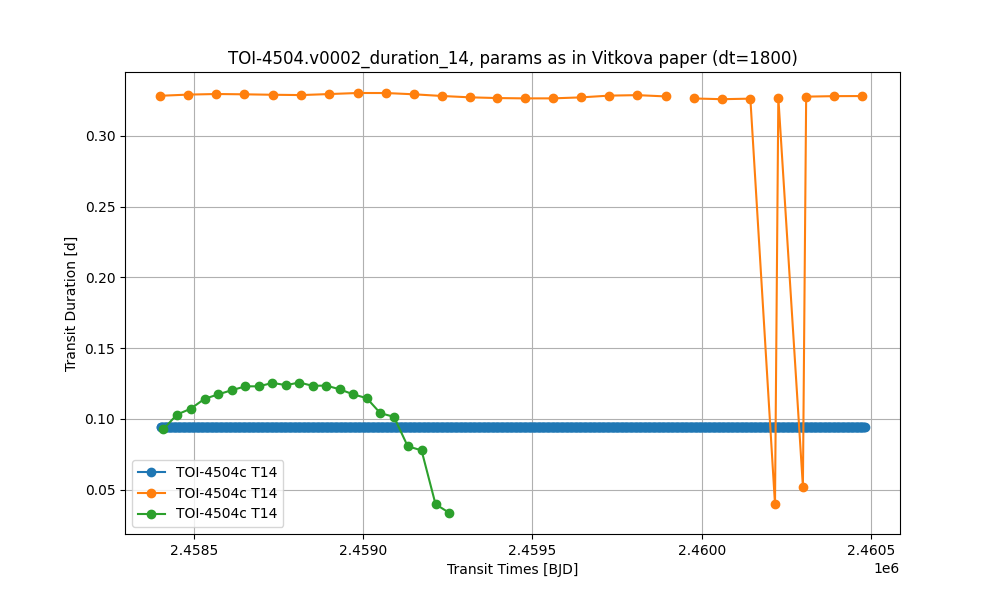 TOI-4504.v0002_duration_14, params as in Vitkova paper (dt=1800)
Transit Duration [d]
0.30
0.25
0.20
0.15
0.10
0.05
TOI-4504c T14
TOI-4504c T14
TOI-4504c T14
2.4585 2.4590 2.4595 2.4600 2.4605
1e6
Transit Times [BJD]